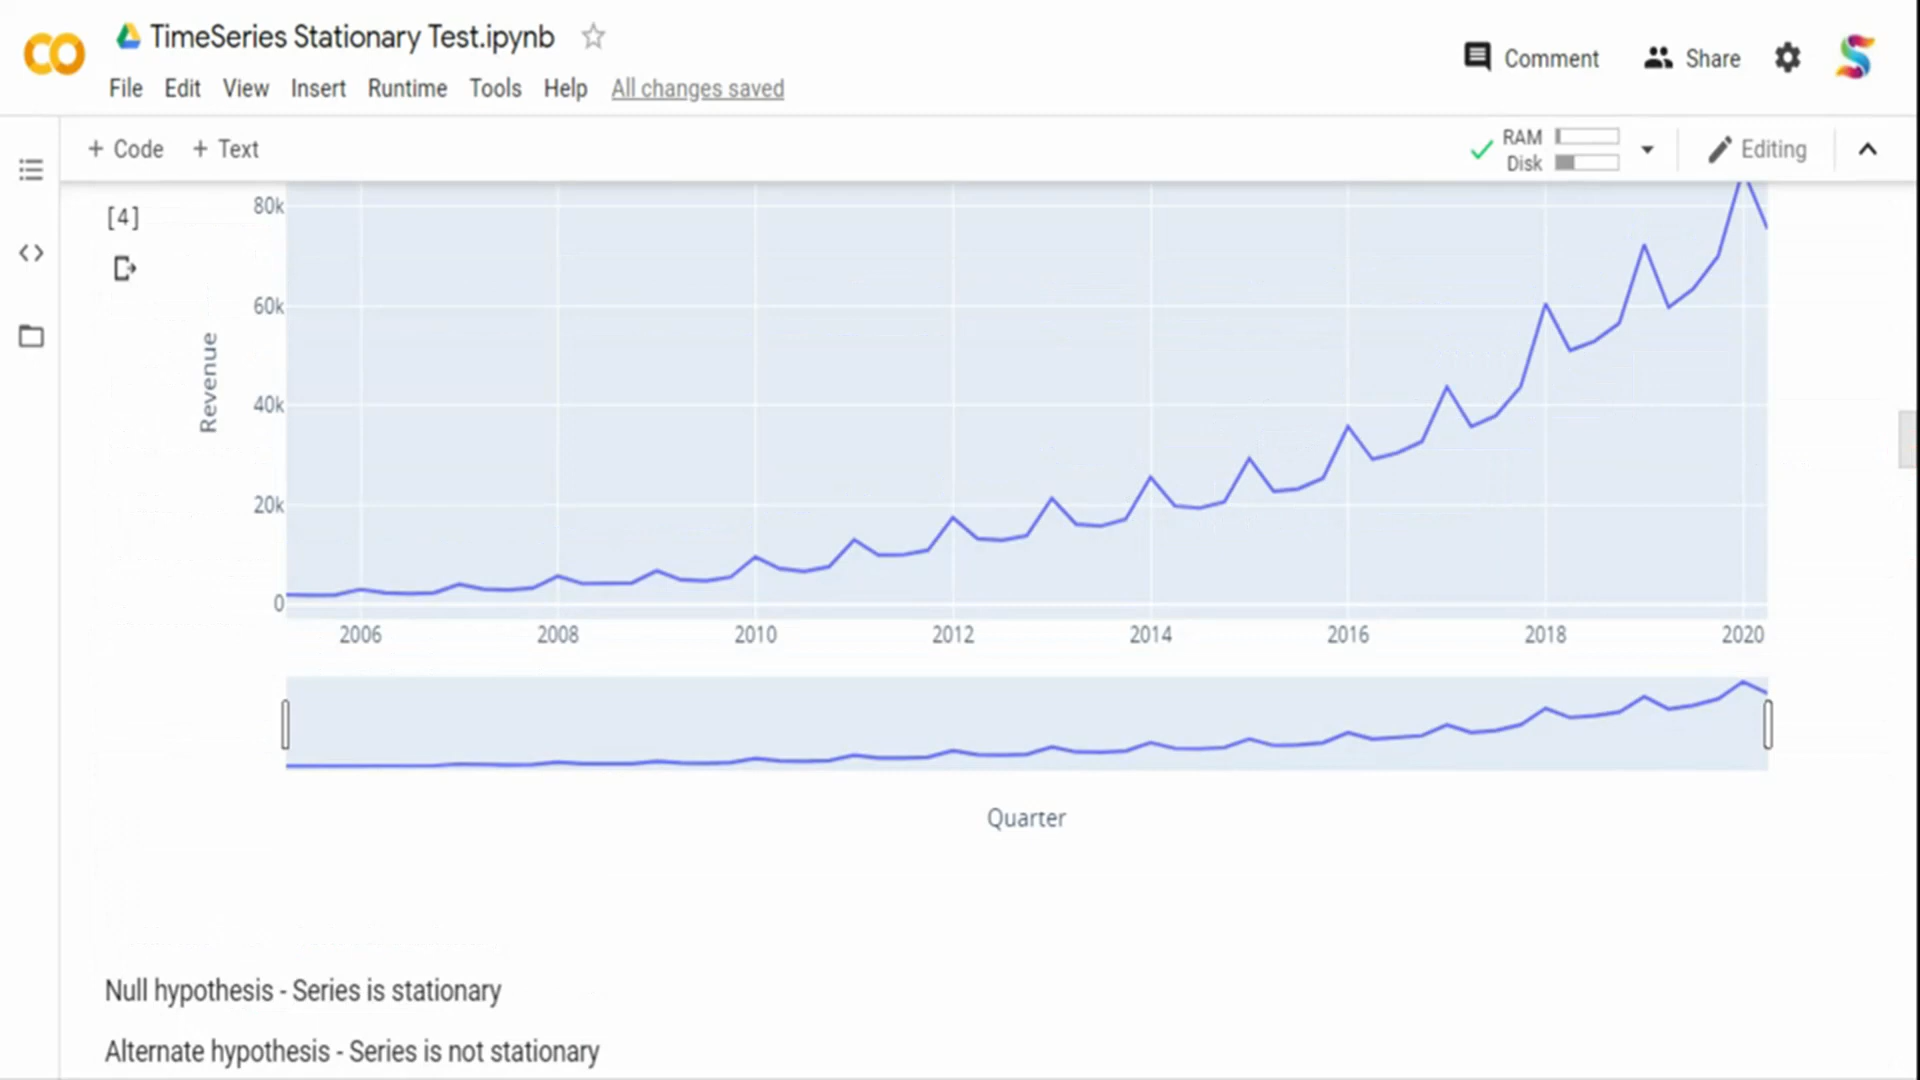 TimeSeries Stationary Test.ipynb
File Edit View Insert Runtime Tools Help All changes saved
Comment Share
+ Code + Text
RAM
Disk
Editing
[4]
80k
60k
40k
20k
0
Revenue
2006 2008 2010 2012 2014 2016 2018 2020
Quarter
Null hypothesis - Series is stationary
Alternate hypothesis - Series is not stationary